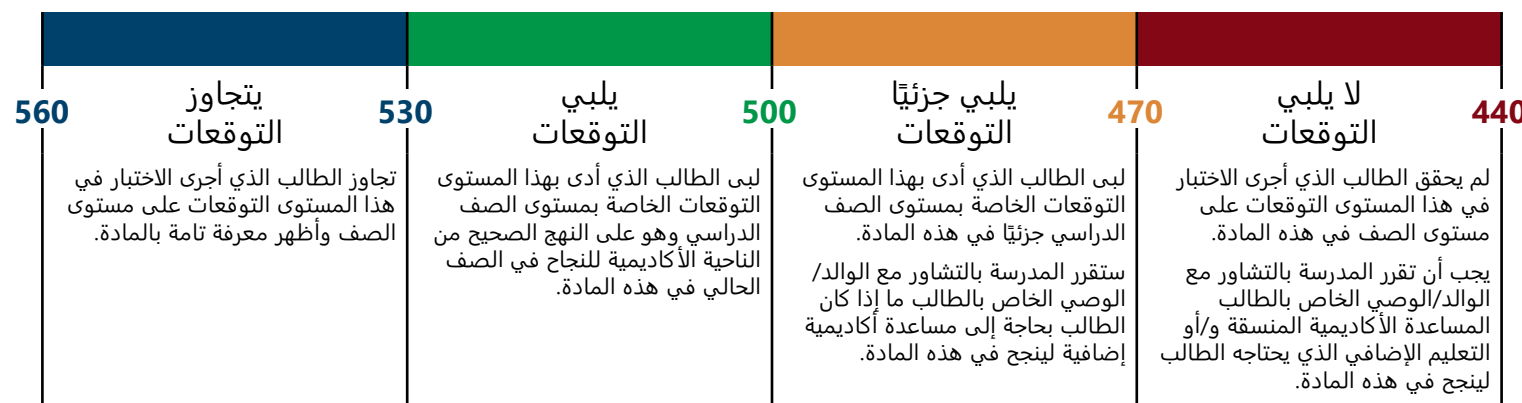 لا يلبي
التوقعات
لم يحقق الطالب الذي أجرى الاختبار
في هذا المستوى التوقعات على
مستوى الصف في هذه المادة.
يجب أن تقرر المدرسة بالتشاور مع
الوالد/الوصي الخاص بالطالب
المساعدة الأكاديمية المنسقة و/أو
التعليم الإضافي الذي يحتاجه الطالب
لينجح في هذه المادة.
يلبي جزئيًا
التوقعات
لبى الطالب الذي أدى بهذا المستوى
التوقعات الخاصة بمستوى الصف
الدراسي جزئيًا في هذه المادة.
ستقرر المدرسة بالتشاور مع الوالد/
الوصي الخاص بالطالب ما إذا كان
الطالب بحاجة إلى مساعدة أكاديمية
إضافية لينجح في هذه المادة.
يلبي
التوقعات
لبى الطالب الذي أدى بهذا المستوى
التوقعات الخاصة بمستوى الصف
الدراسي وهو على النهج الصحيح من
الناحية الأكاديمية للنجاح في الصف
الحالي في هذه المادة.
يتجاوز
التوقعات
تجاوز الطالب الذي أجرى الاختبار في
هذا المستوى التوقعات على مستوى
الصف وأظهر معرفة تامة بالمادة.
440
470
500
530
560